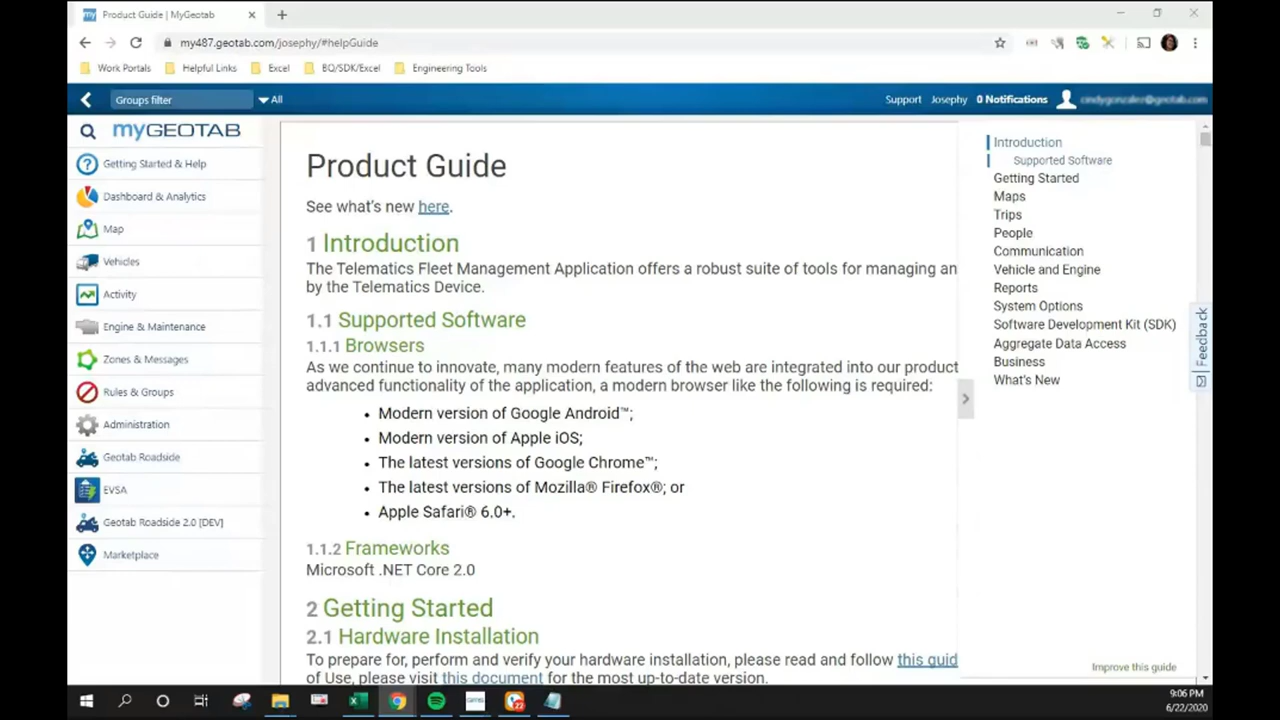 Product Guide | MyGeotab
my487.geotab.com/josephy/#helpGuide
Work Portals
Helpful Links
Excel
BQ/SDK/Excel
Engineering Tools
Groups filter
All
Support
Josephy
0 Notifications
cindygonzalez@geotab.com
myGEOTAB
Getting Started & Help
Dashboard & Analytics
Map
Vehicles
Activity
Engine & Maintenance
Zones & Messages
Rules & Groups
Administration
Geotab Roadside
EVSA
Geotab Roadside 2.0 [DEV]
Marketplace
Product Guide
See what's new here.
1 Introduction
The Telematics Fleet Management Application offers a robust suite of tools for managing an
by the Telematics Device.
1.1 Supported Software
1.1.1 Browsers
As we continue to innovate, many modern features of the web are integrated into our product
advanced functionality of the application, a modern browser like the following is required:
• Modern version of Google Android™;
• Modern version of Apple iOS;
• The latest versions of Google Chrome™;
• The latest versions of Mozilla® Firefox®; or
• Apple Safari® 6.0+.
1.1.2 Frameworks
Microsoft .NET Core 2.0
2 Getting Started
2.1 Hardware Installation
To prepare for, perform and verify your hardware installation, please read and follow this guid
of Use, please visit this document for the most up-to-date version.
Introduction
Supported Software
Getting Started
Maps
Trips
People
Communication
Vehicle and Engine
Reports
System Options
Software Development Kit (SDK)
Aggregate Data Access
Business
What's New
Feedback
Improve this guide
9:06 PM
6/22/2020